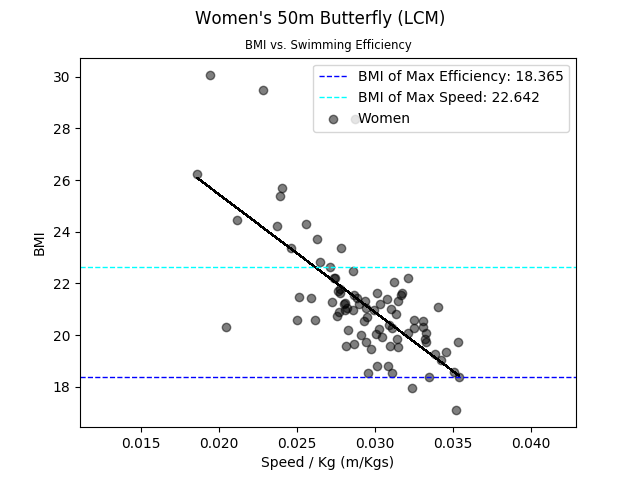 Women's 50m Butterfly (LCM)
BMI vs. Swimming Efficiency
BMI of Max Efficiency: 18.365
BMI of Max Speed: 22.642
Women
BMI
30
28
26
24
22
20
18
0.015 0.020 0.025 0.030 0.035 0.040
Speed / Kg (m/Kgs)